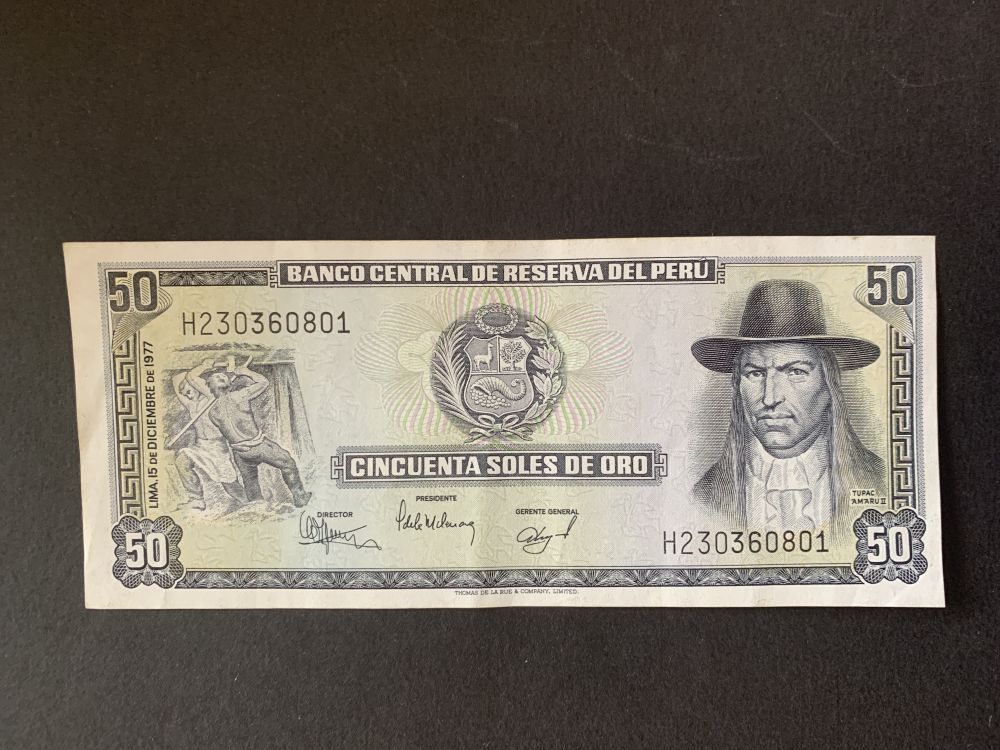 BANCO CENTRAL DE RESERVA DEL PERÚ
50
50
H230360801
LIMA, 15 DE DICIEMBRE DE 1977
CINCUENTA SOLES DE ORO
TUPAC
AMARU II
PRESIDENTE
DIRECTOR
GERENTE GENERAL
H230360801
50
50
THOMAS DE LA RUE & COMPANY, LIMITED.